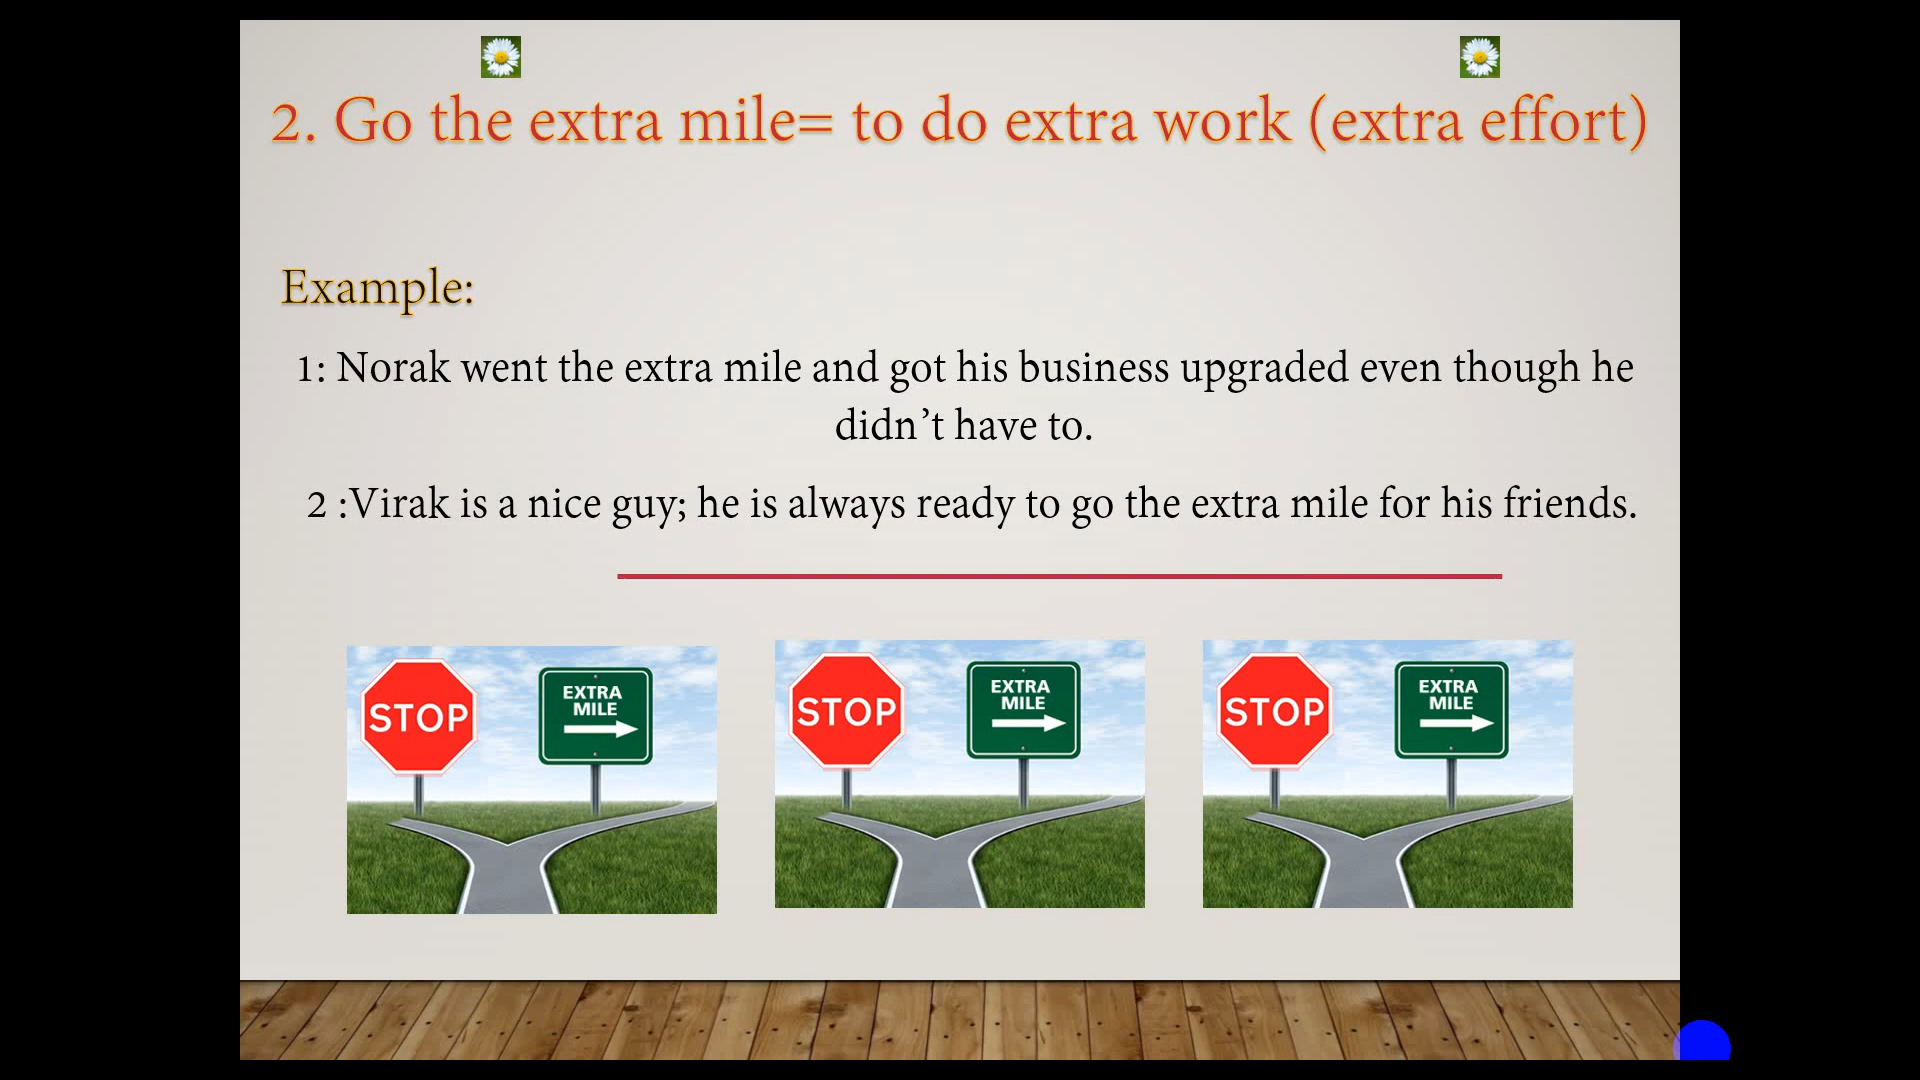 2. Go the extra mile= to do extra work (extra effort)
Example:
1: Norak went the extra mile and got his business upgraded even though he
didn’t have to.
2 :Virak is a nice guy; he is always ready to go the extra mile for his friends.
STOP
EXTRA
MILE
STOP
EXTRA
MILE
STOP
EXTRA
MILE